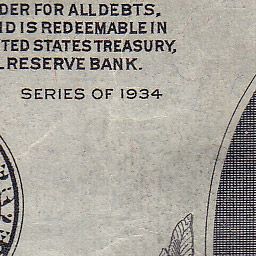 DER FOR ALL DEBTS,
ND IS REDEEMABLE IN
TED STATES TREASURY,
L RESERVE BANK.
SERIES OF 1934